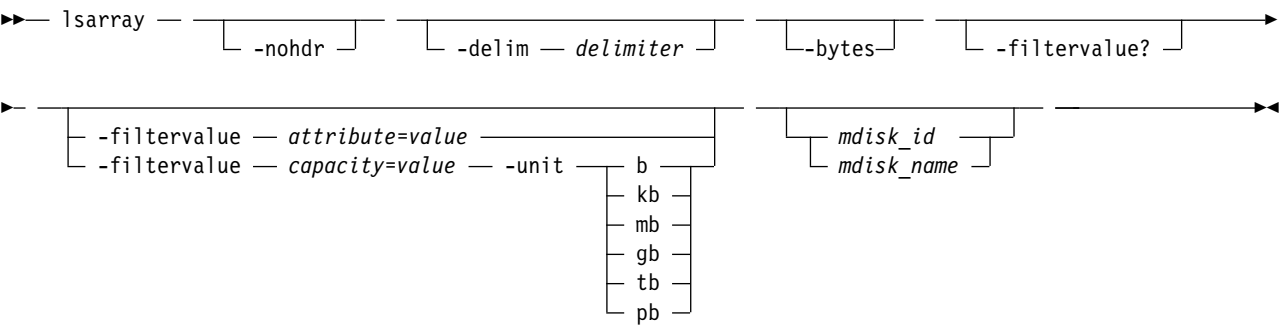 lsarray
-nohdr -delim delimiter -bytes -filtervalue?
-filtervalue attribute=value mdisk_id
-filtervalue capacity=value -unit b mdisk_name
kb
mb
gb
tb
pb